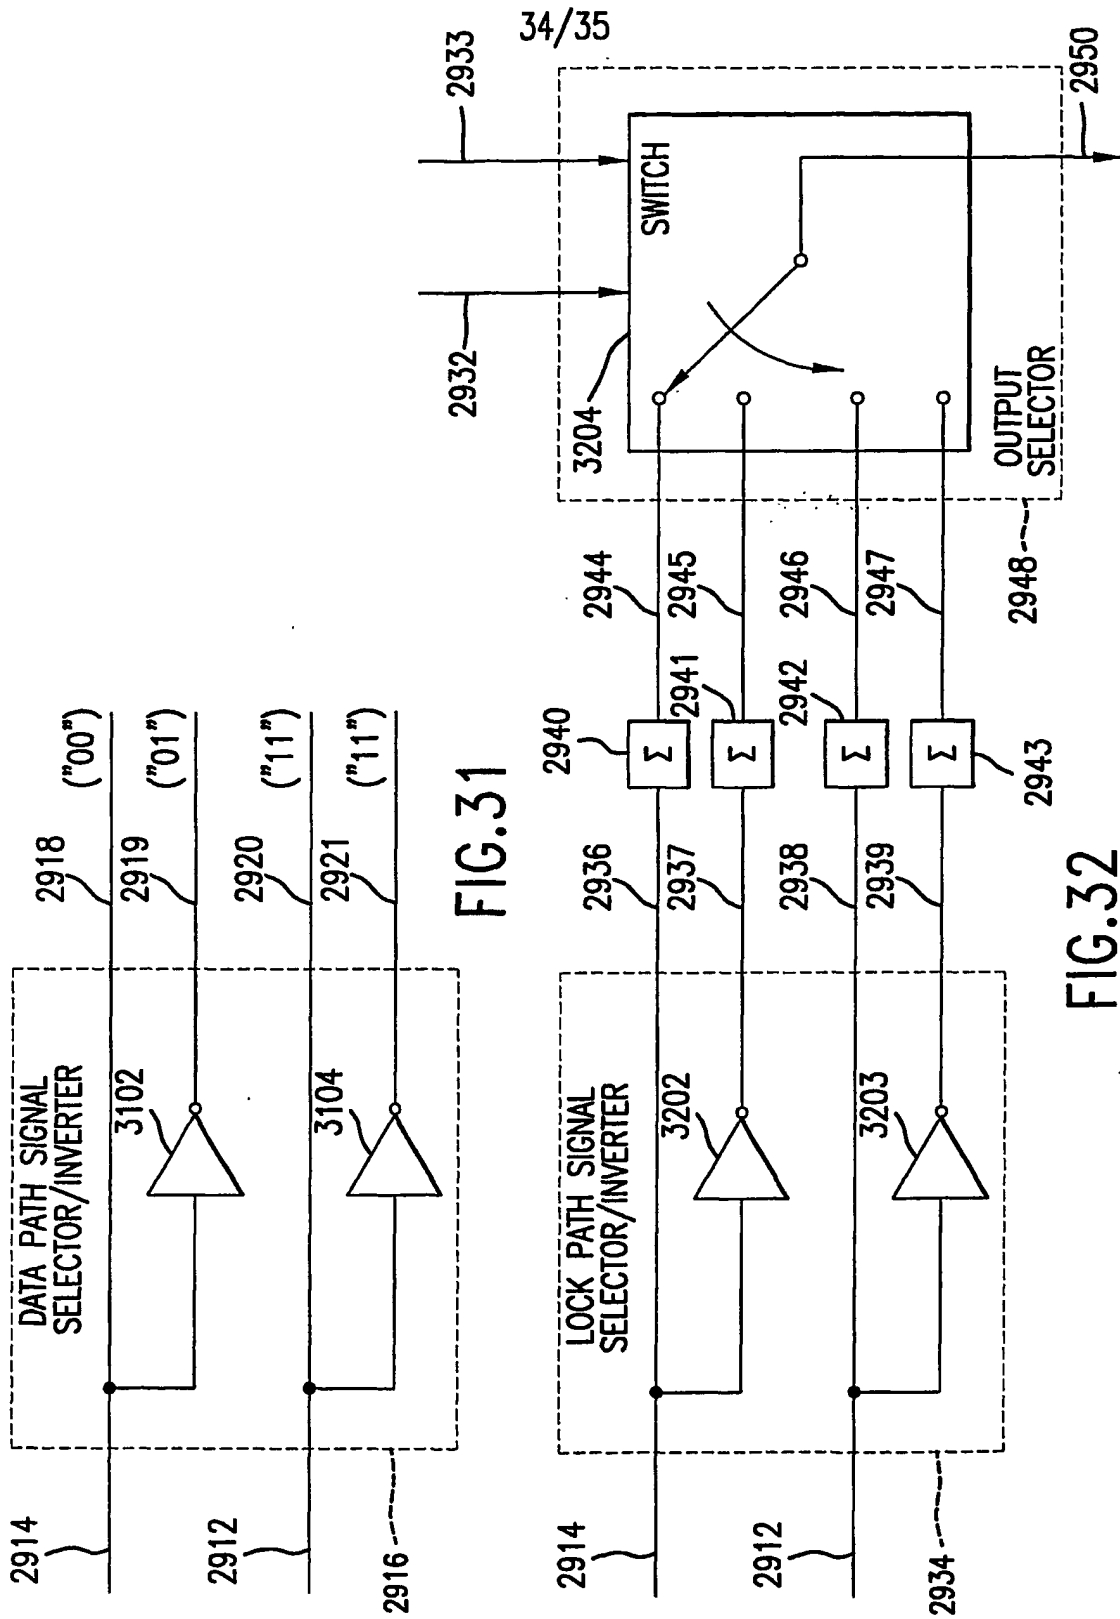 34/35
DATA PATH SIGNAL
SELECTOR/INVERTER
2914
2912
2916
3102
3104
2918
("00")
2919
("01")
2920
("11")
2921
("11")
FIG.31
LOCK PATH SIGNAL
SELECTOR/INVERTER
2914
2912
2934
3202
3203
2936
2937
2938
2939
2940
Σ
2941
Σ
2942
Σ
2943
Σ
2944
2945
2946
2947
2948
3204
2932
2933
SWITCH
OUTPUT
SELECTOR
2950
FIG.32